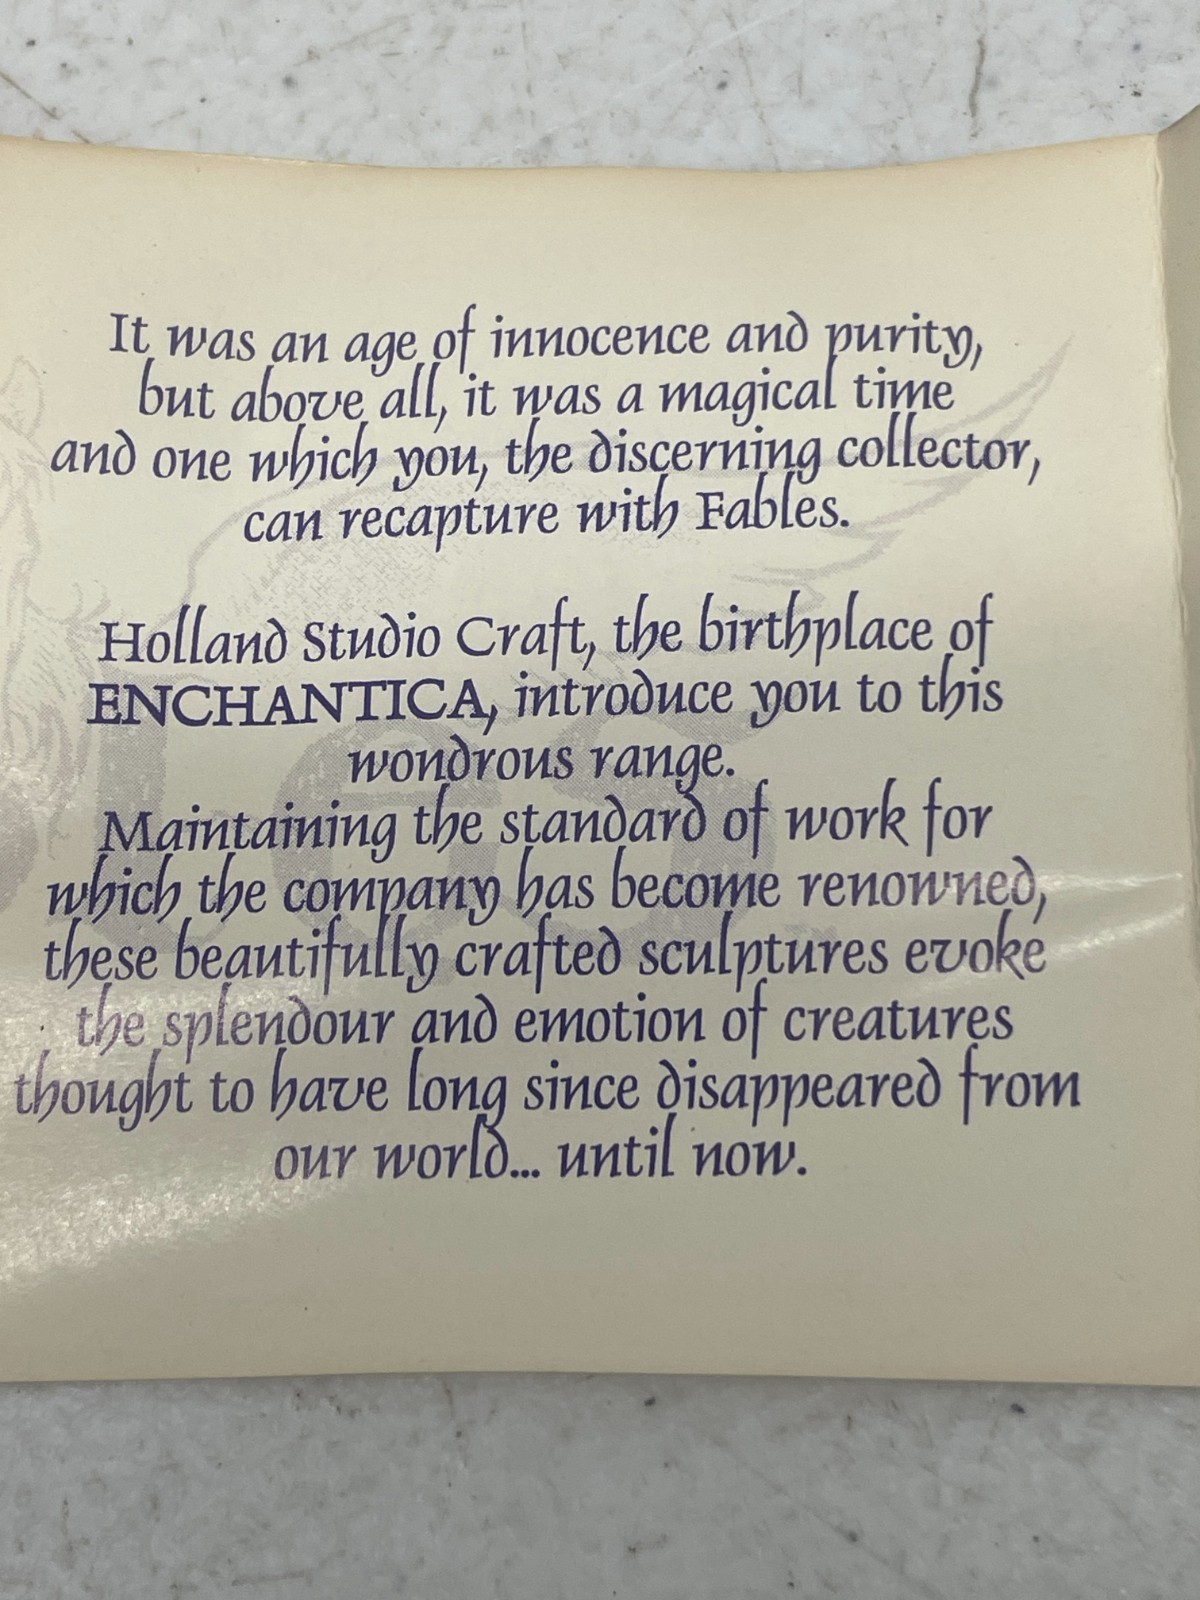 It was an age of innocence and purity,
but above all, it was a magical time
and one which you, the discerning collector,
can recapture with Fables.
Holland Studio Craft, the birthplace of
ENCHANTICA, introduce you to this
wondrous range.
Maintaining the standard of work for
which the company has become renowned,
these beautifully crafted sculptures evoke
the splendour and emotion of creatures
thought to have long since disappeared from
our world... until now.